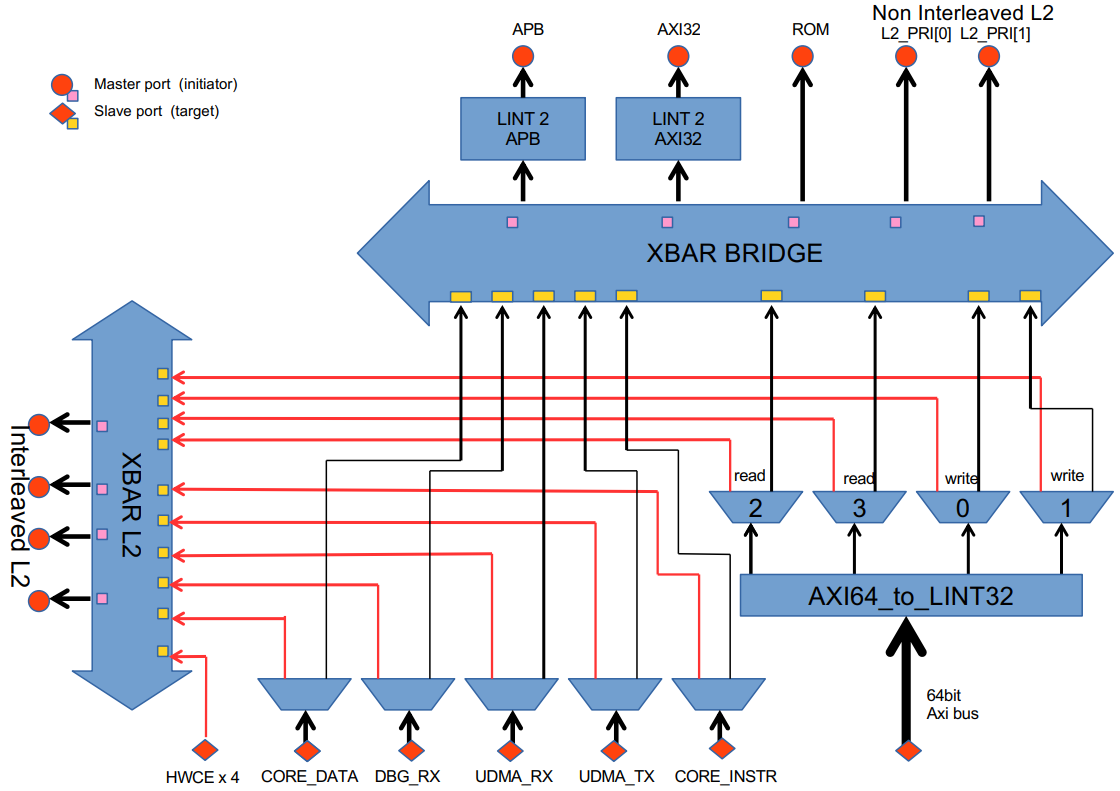 Non Interleaved L2
APB
AXI32
ROM
L2_PRI[0] L2_PRI[1]
Master port (initiator)
Slave port (target)
LINT 2
APB
LINT 2
AXI32
XBAR BRIDGE
Interleaved L2
XBAR L2
read
read
write
write
2
3
0
1
AXI64_to_LINT32
64bit
Axi bus
HWCE x 4
CORE_DATA
DBG_RX
UDMA_RX
UDMA_TX
CORE_INSTR